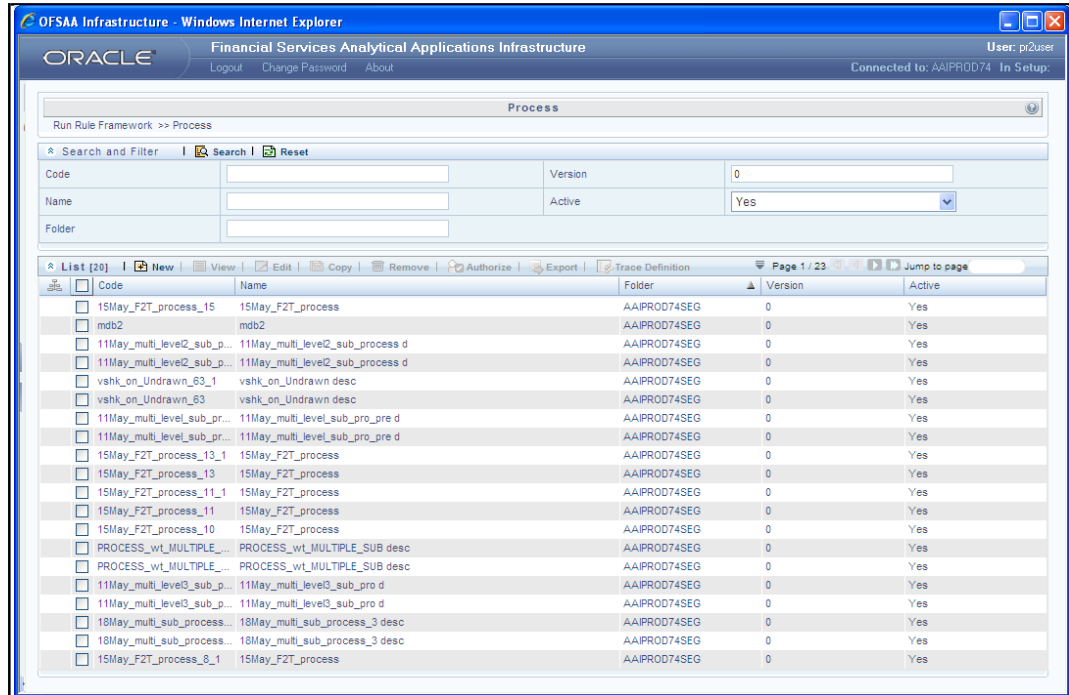 OFSAA Infrastructure - Windows Internet Explorer
ORACLE Financial Services Analytical Applications Infrastructure User: pr2user
Logout Change Password About Connected to: AAIPROD74 In Setup:
Process
Run Rule Framework >> Process
Search and Filter | Search | Reset
Code Version 0
Name Active Yes
Folder
List [20] | New | View | Edit | Copy | Remove | Authorize | Export | Trace Definition Page 1 / 23 Jump to page
Code Name Folder Version Active
15May_F2T_process_15 15May_F2T_process AAIPROD74SEG 0 Yes
mdb2 mdb2 AAIPROD74SEG 0 Yes
11May_multi_level2_sub_p... 11May_multi_level2_sub_process d AAIPROD74SEG 0 Yes
11May_multi_level2_sub_p... 11May_multi_level2_sub_process d AAIPROD74SEG 0 Yes
vshk_on_Undrawn_63_1 vshk_on_Undrawn desc AAIPROD74SEG 0 Yes
vshk_on_Undrawn_63 vshk_on_Undrawn desc AAIPROD74SEG 0 Yes
11May_multi_level_sub_pr... 11May_multi_level_sub_pro_pre d AAIPROD74SEG 0 Yes
11May_multi_level_sub_pr... 11May_multi_level_sub_pro_pre d AAIPROD74SEG 0 Yes
15May_F2T_process_13_1 15May_F2T_process AAIPROD74SEG 0 Yes
15May_F2T_process_13 15May_F2T_process AAIPROD74SEG 0 Yes
15May_F2T_process_11_1 15May_F2T_process AAIPROD74SEG 0 Yes
15May_F2T_process_11 15May_F2T_process AAIPROD74SEG 0 Yes
15May_F2T_process_10 15May_F2T_process AAIPROD74SEG 0 Yes
PROCESS_wt_MULTIPLE_... PROCESS_wt_MULTIPLE_SUB desc AAIPROD74SEG 0 Yes
PROCESS_wt_MULTIPLE_... PROCESS_wt_MULTIPLE_SUB desc AAIPROD74SEG 0 Yes
11May_multi_level3_sub_p... 11May_multi_level3_sub_pro d AAIPROD74SEG 0 Yes
11May_multi_level3_sub_p... 11May_multi_level3_sub_pro d AAIPROD74SEG 0 Yes
18May_multi_sub_process... 18May_multi_sub_process_3 desc AAIPROD74SEG 0 Yes
18May_multi_sub_process... 18May_multi_sub_process_3 desc AAIPROD74SEG 0 Yes
15May_F2T_process_8_1 15May_F2T_process AAIPROD74SEG 0 Yes